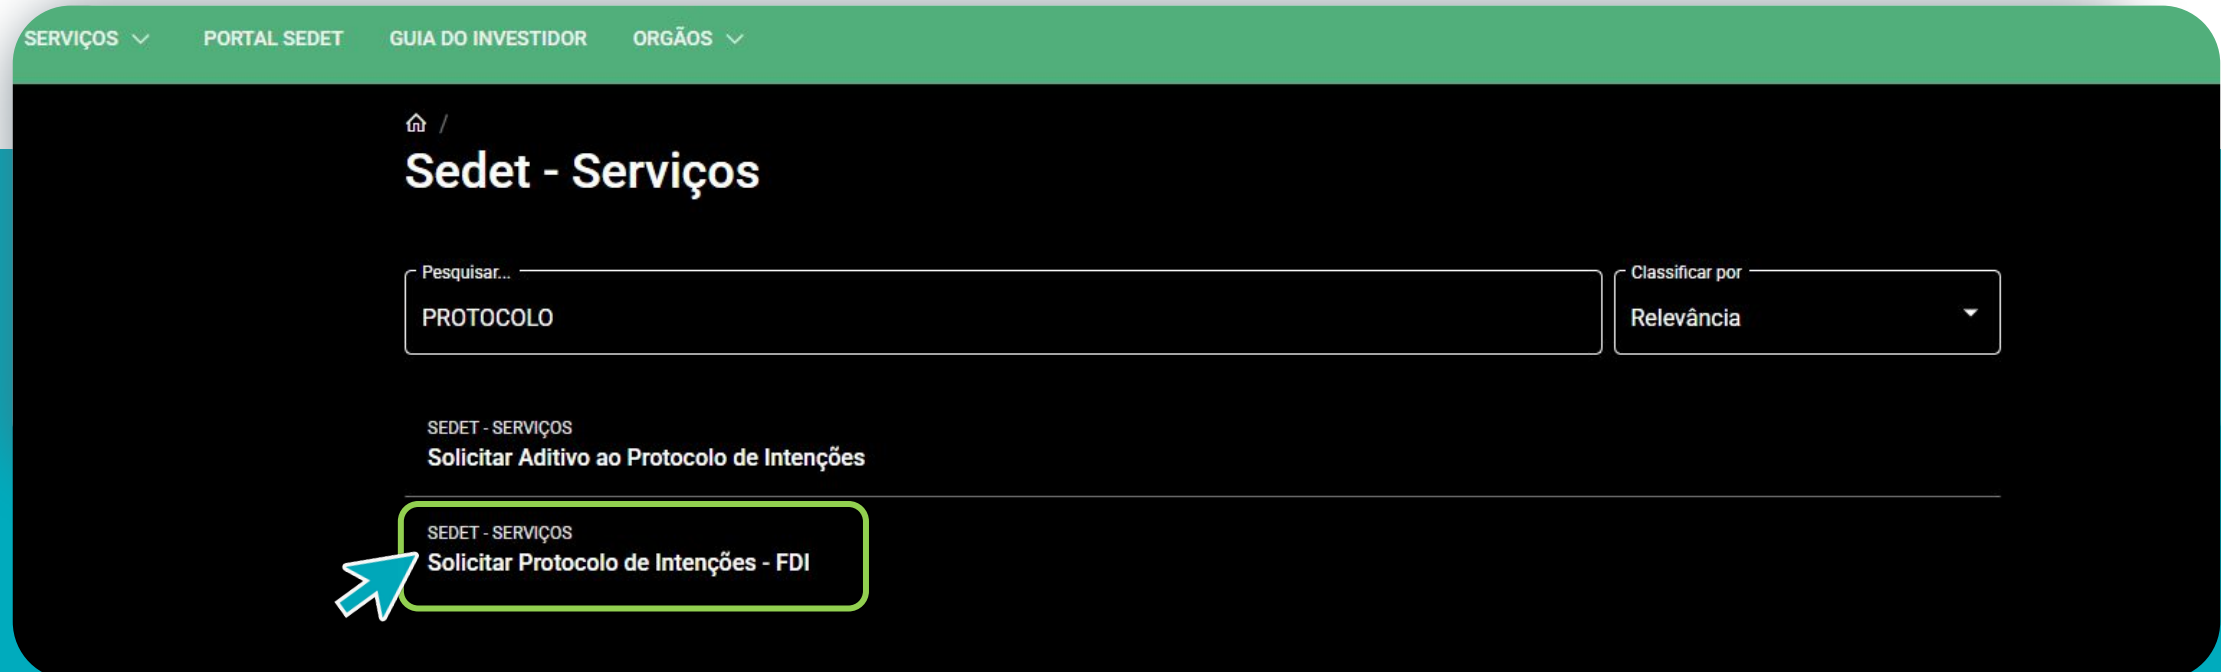 SERVIÇOS PORTAL SEDET GUIA DO INVESTIDOR ORGÃOS
/
Sedet - Serviços
Pesquisar... Classificar por
PROTOCOLO Relevância
SEDET - SERVIÇOS
Solicitar Aditivo ao Protocolo de Intenções
SEDET - SERVIÇOS
Solicitar Protocolo de Intenções - FDI